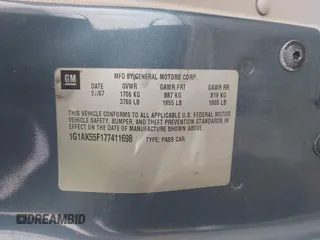 GM
MFD BY GENERAL MOTORS CORP.
DATE GVWR GAWR FRT GAWR RR
07 1706 KG 887 KG 819 KG
3760 LB 1955 LB 1805 LB
THIS VEHICLE CONFORMS TO ALL APPLICABLE U.S. FEDERAL MOTOR
VEHICLE SAFETY, BUMPER, AND THEFT PREVENTION STANDARDS IN
EFFECT ON THE DATE OF MANUFACTURE SHOWN ABOVE.
1G1AK55F177411698 TYPE: PASS CAR
DREAMBID